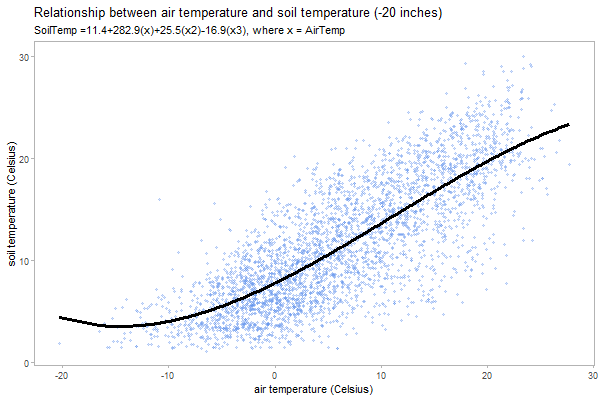 Relationship between air temperature and soil temperature (-20 inches)
SoilTemp =11.4+282.9(x)+25.5(x2)-16.9(x3), where x = AirTemp
30
20
10
0
soil temperature (Celsius)
-20 -10 0 10 20 30
air temperature (Celsius)